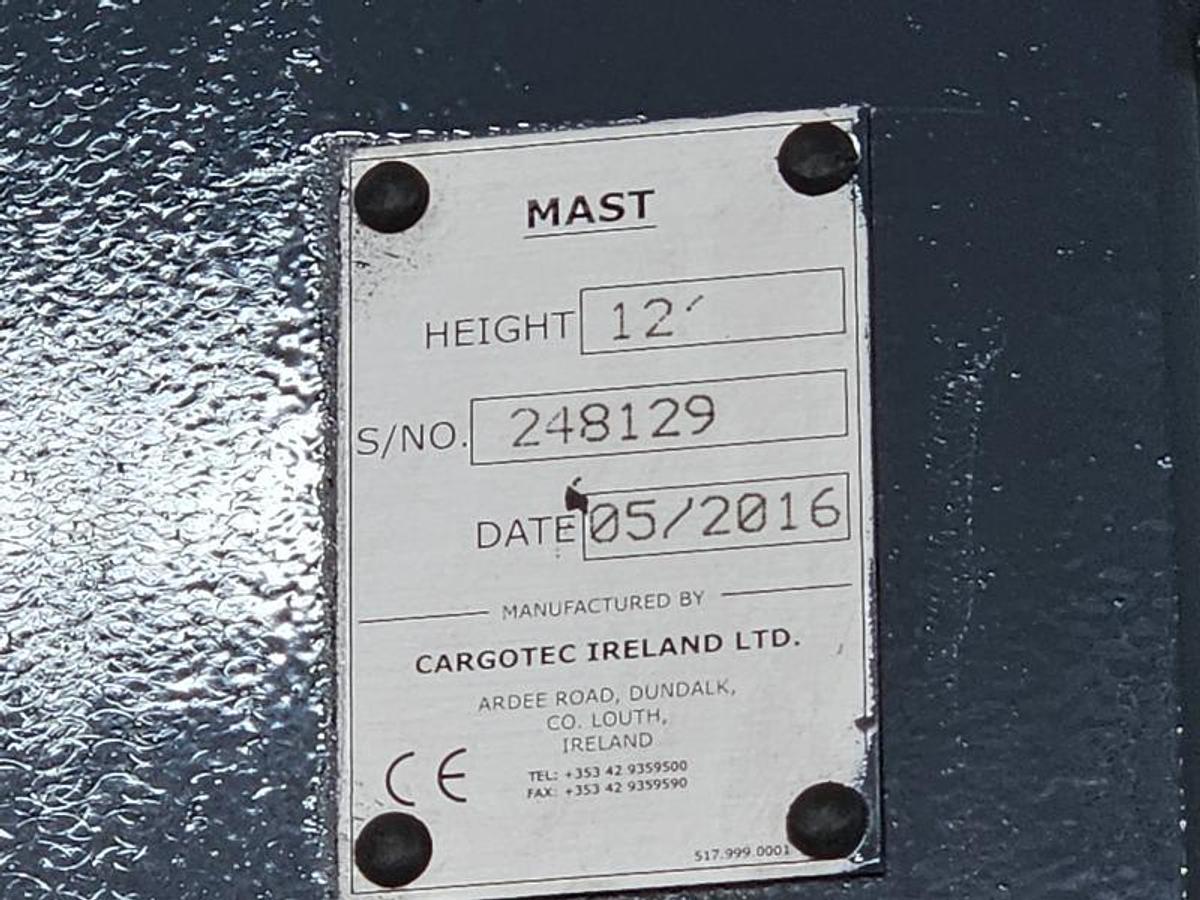 MAST
HEIGHT 12′
S/NO. 248129
DATE 05/2016
MANUFACTURED BY
CARGOTEC IRELAND LTD.
ARDEE ROAD, DUNDALK,
CO. LOUTH,
IRELAND
CE
TEL: +353 42 9359500
FAX: +353 42 9359590
517.999.0001